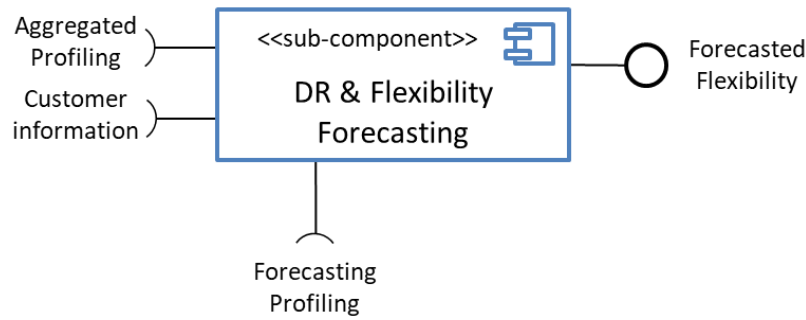 Aggregated
Profiling
Customer
information
<<sub-component>>
DR & Flexibility
Forecasting
Forecasted
Flexibility
Forecasting
Profiling